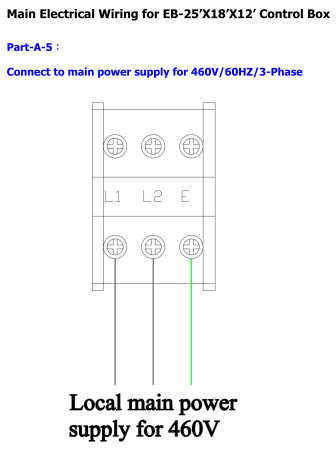 Main Electrical Wiring for EB-25’X18’X12’ Control Box
Part-A-5：
Connect to main power supply for 460V/60HZ/3-Phase
L1 L2 E
Local main power
supply for 460V